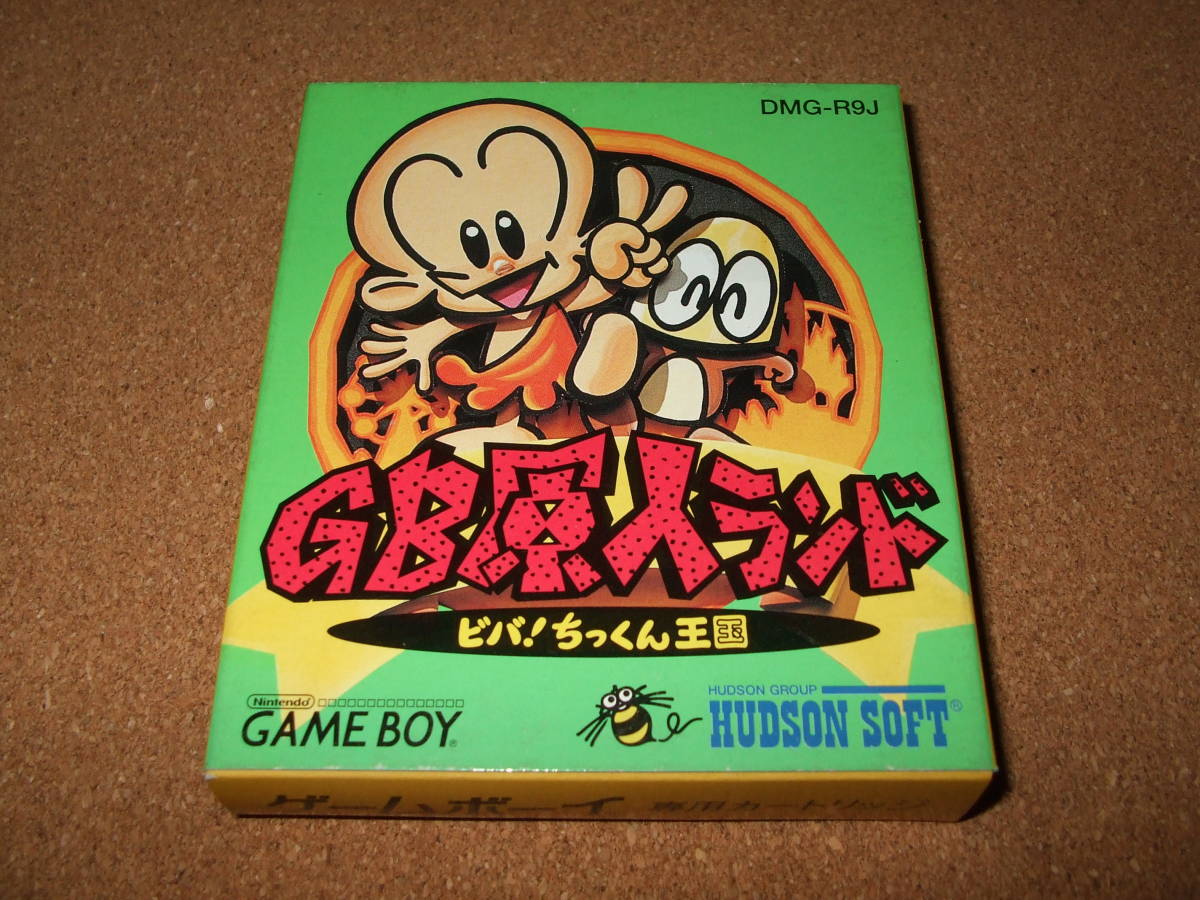 DMG-R9J
GB原人ランド
ビバ!ちっくん王国
Nintendo
GAME BOY®
HUDSON GROUP
HUDSON SOFT®
ゲームボーイ 専用カートリッジ